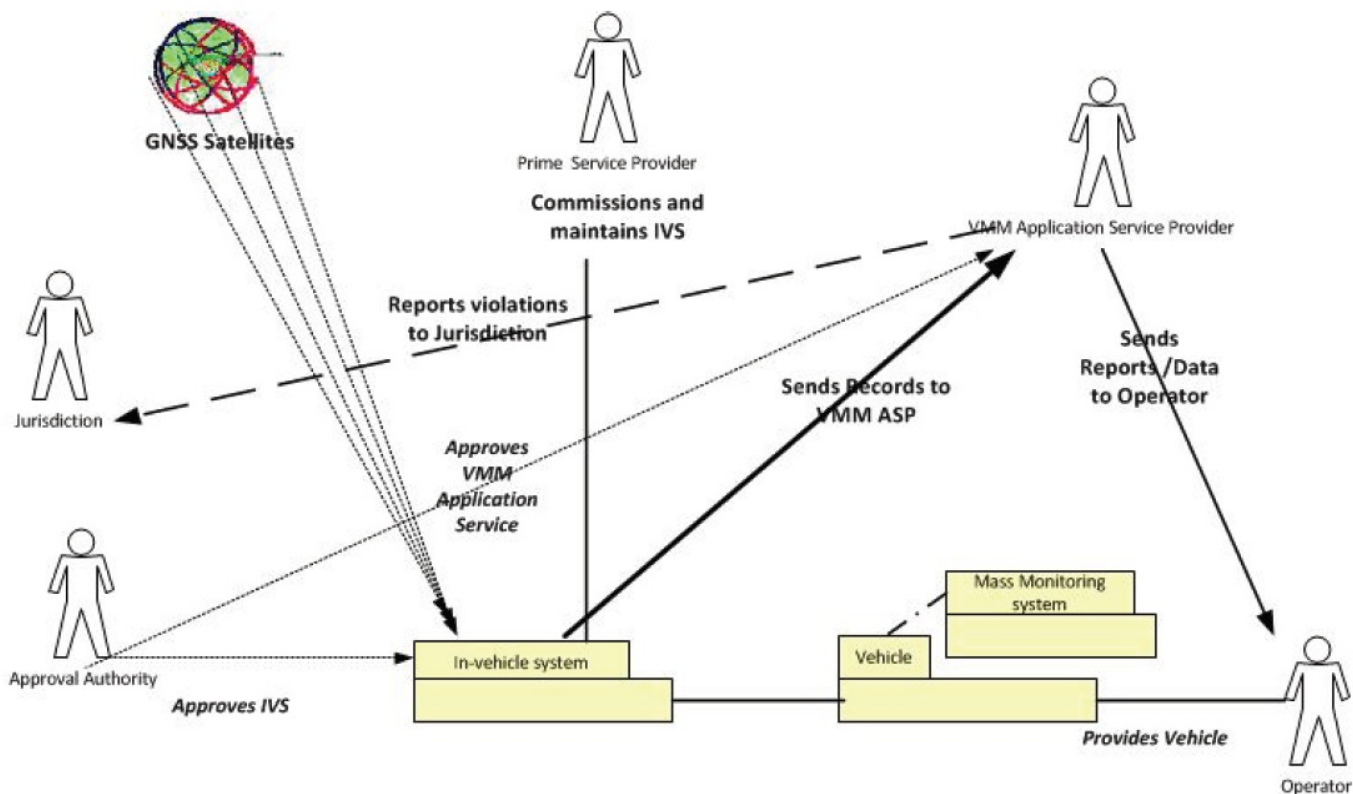 GNSS Satellites
Prime Service Provider
Commissions and
maintains IVS
VMM Application Service Provider
Reports violations
to Jurisdiction
Sends
Reports /Data
to Operator
Sends Records to
VMM ASP
Jurisdiction
Approves
VMM
Application
Service
Mass Monitoring
system
Approval Authority
In-vehicle system
Vehicle
Approves IVS
Provides Vehicle
Operator